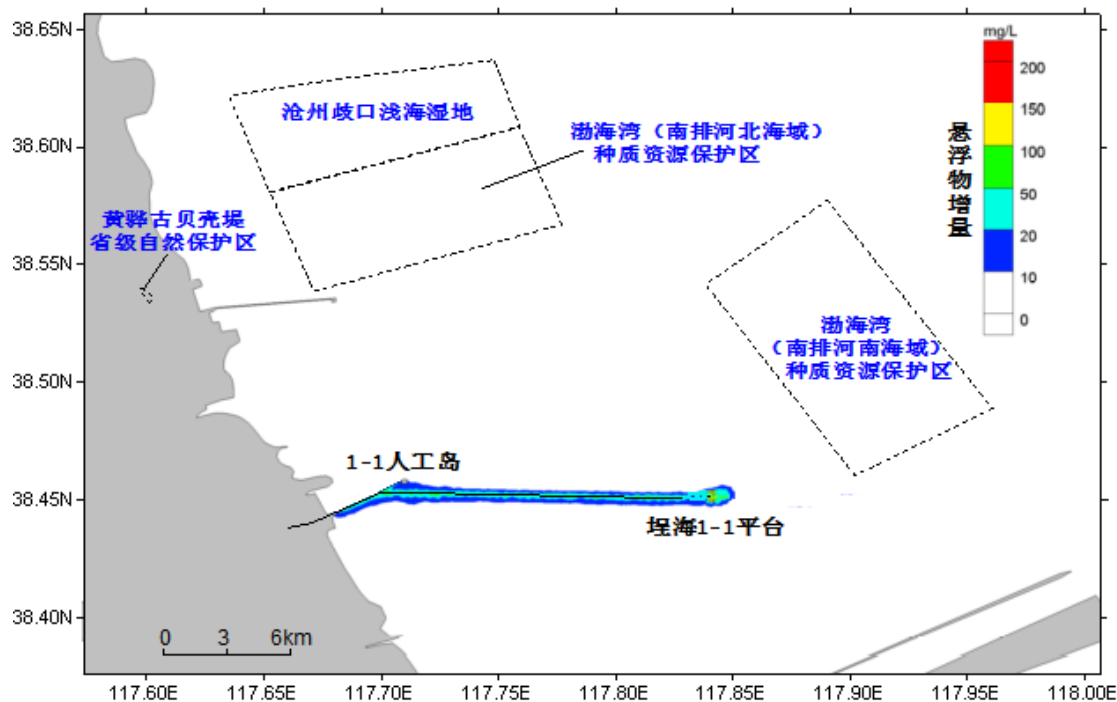 38.65N
38.60N
38.55N
38.50N
38.45N
38.40N
沧州歧口浅海湿地
渤海湾（南排河北海域）
种质资源保护区
黄骅古贝壳堤
省级自然保护区
渤海湾
（南排河南海域）
种质资源保护区
mg/L
200
150
100
50
20
10
0
悬浮物增量
1-1人工岛
埕海1-1平台
0 3 6km
117.60E 117.65E 117.70E 117.75E 117.80E 117.85E 117.90E 117.95E 118.00E